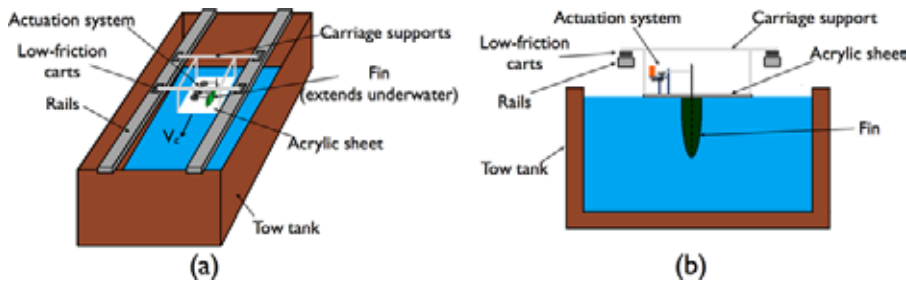 Actuation system
Low-friction
carts
Rails
V_c
Carriage supports
Fin
(extends underwater)
Acrylic sheet
Tow tank
(a)
Actuation system
Carriage support
Low-friction
carts
Acrylic sheet
Rails
Fin
Tow tank
(b)